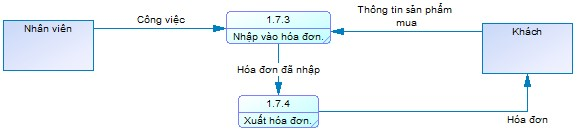 Công việc
Thông tin sản phẩm
mua
Nhân viên
1.7.3
Nhập vào hóa đơn.
Khách
Hóa đơn đã nhập
1.7.4
Xuất hóa đơn.
Hóa đơn